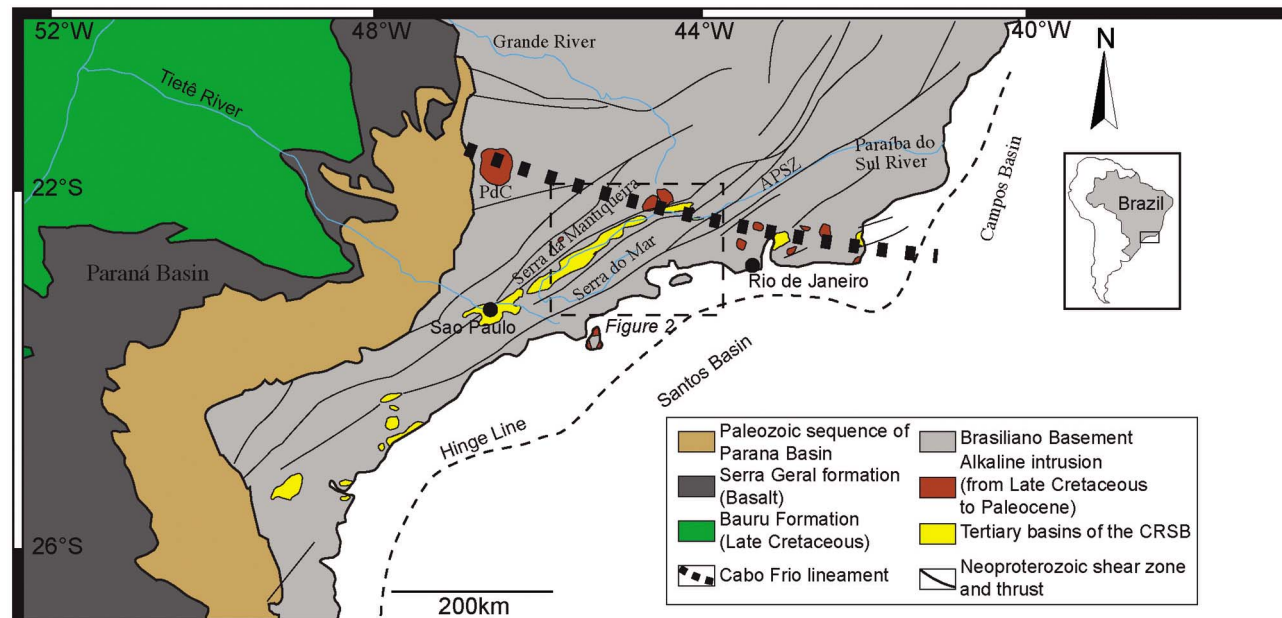 52°W
48°W
44°W
40°W
Grande River
N
Tietê River
Paraíba do
Sul River
APSZ
Campos Basin
22°S
PdC
Brazil
Serra da Mantiqueira
Paraná Basin
Serra do Mar
Rio de Janeiro
Sao Paulo
Figure 2
Santos Basin
Hinge Line
Paleozoic sequence of
Parana Basin
Serra Geral formation
(Basalt)
Bauru Formation
(Late Cretaceous)
Cabo Frio lineament
Brasiliano Basement
Alkaline intrusion
(from Late Cretaceous
to Paleocene)
Tertiary basins of the CRSB
Neoproterozoic shear zone
and thrust
26°S
200km